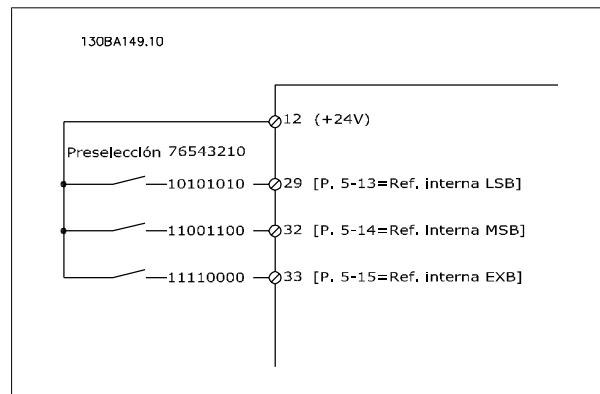 130BA149.10
12 (+24V)
Preselección 76543210
10101010 29 [P. 5-13=Ref. interna LSB]
11001100 32 [P. 5-14=Ref. Interna MSB]
11110000 33 [P. 5-15=Ref. interna EXB]